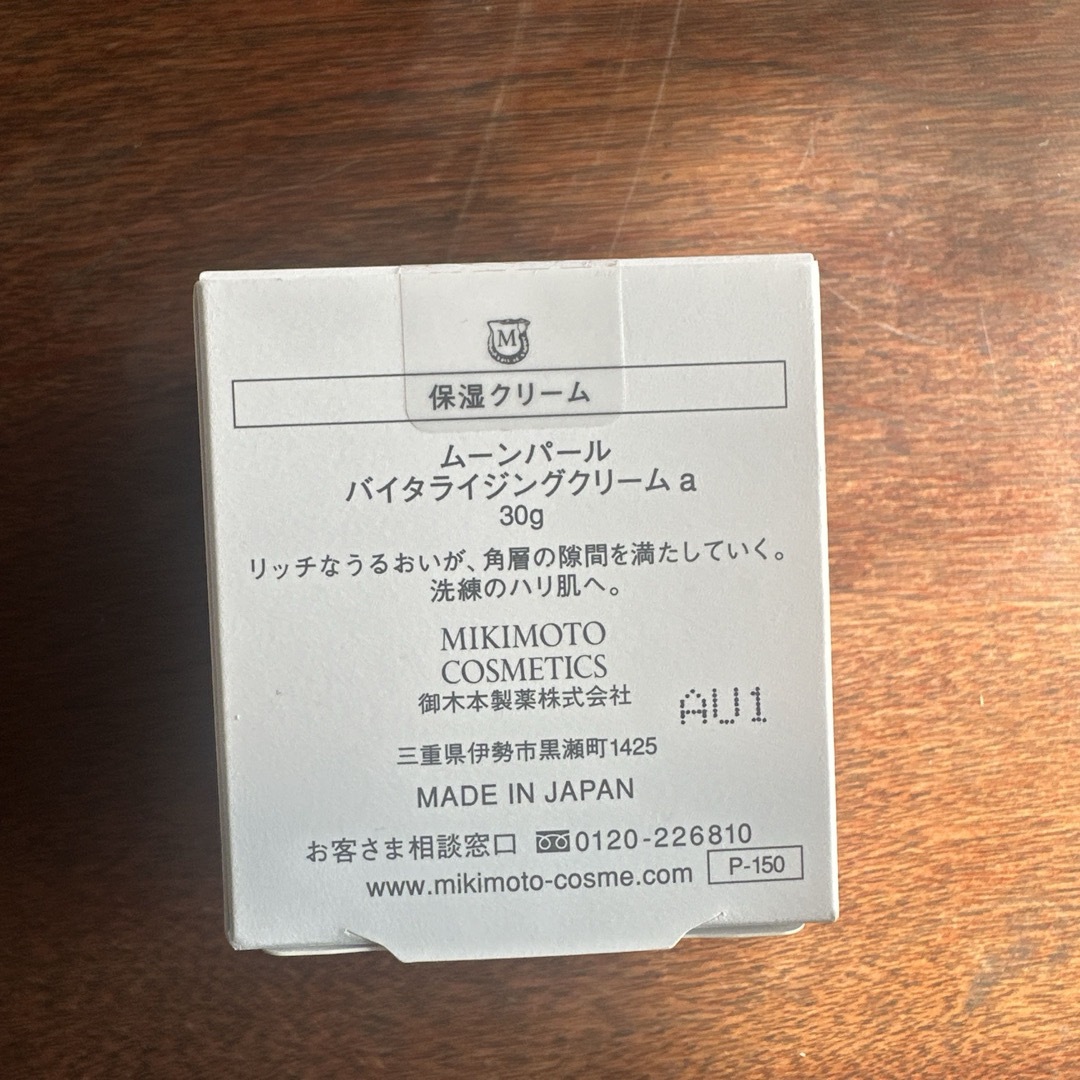 M
保湿クリーム
ムーンパール
バイタライジングクリーム a
30g
リッチなうるおいが、角層の隙間を満たしていく。
洗練のハリ肌へ。
MIKIMOTO
COSMETICS
御木本製薬株式会社
AU1
三重県伊勢市黒瀬町1425
MADE IN JAPAN
お客さま相談窓口 0120-226810
www.mikimoto-cosme.com
P-150